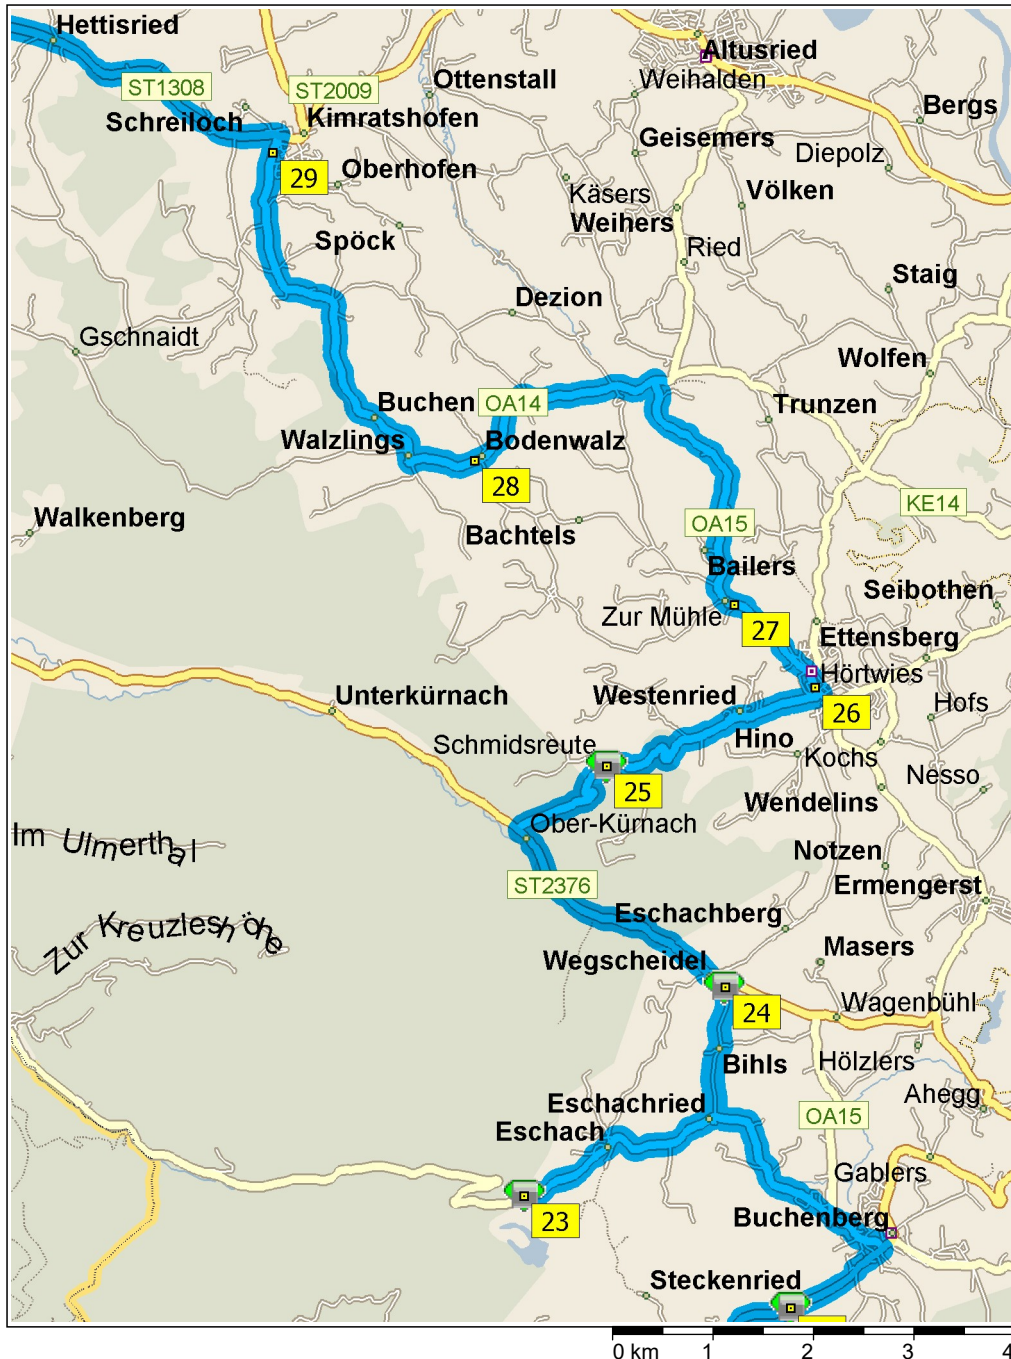 Hettisried
Altusried
ST1308
ST2009
Ottenstall
Weihalden
Bergs
Schreiloch
Kimratshofen
Geisemers
Diepolz
29
Oberhofen
Käsers
Völken
Weihers
Spöck
Ried
Staig
Dezion
Gschnaidt
Wolfen
Buchen
OA14
Trunzen
Walzlings
Bodenwalz
28
KE14
Walkenberg
Bachtels
OA15
Bailers
Seibothen
Zur Mühle
27
Ettensberg
Hörtwies
Unterkürnach
Westenried
26
Hofs
Schmidsreute
Hino
Kochs
25
Nesso
Wendelins
Ober-Kürnach
Im Ulmerthal
Notzen
ST2376
Ermengerst
Eschachberg
Zur Kreuzleshöhe
Wegscheidel
Masers
24
Wagenbühl
Bihls
Hölzlers
Eschachried
Ahegg
OA15
Eschach
Gablers
23
Buchenberg
Steckenried
0 km 1 2 3 4